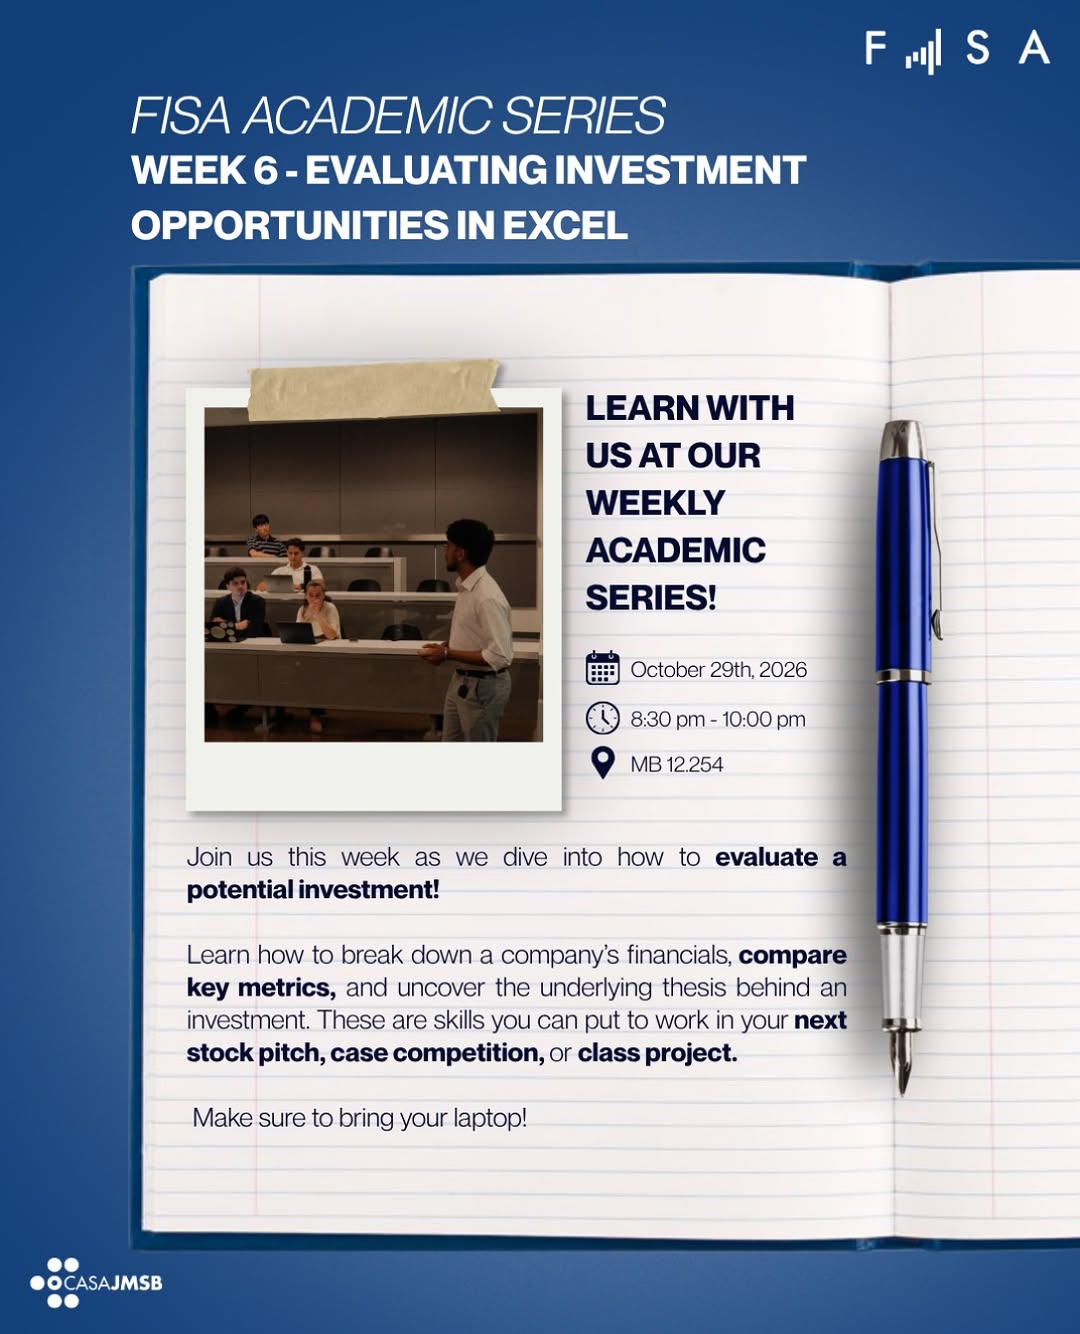 F SA
FISA ACADEMIC SERIES
WEEK 6 - EVALUATING INVESTMENT
OPPORTUNITIES IN EXCEL
LEARN WITH
US AT OUR
WEEKLY
ACADEMIC
SERIES!
October 29th, 2026
8:30 pm - 10:00 pm
MB 12.254
Join us this week as we dive into how to evaluate a
potential investment!
Learn how to break down a company’s financials, compare
key metrics, and uncover the underlying thesis behind an
investment. These are skills you can put to work in your next
stock pitch, case competition, or class project.
Make sure to bring your laptop!
CASAJMSB